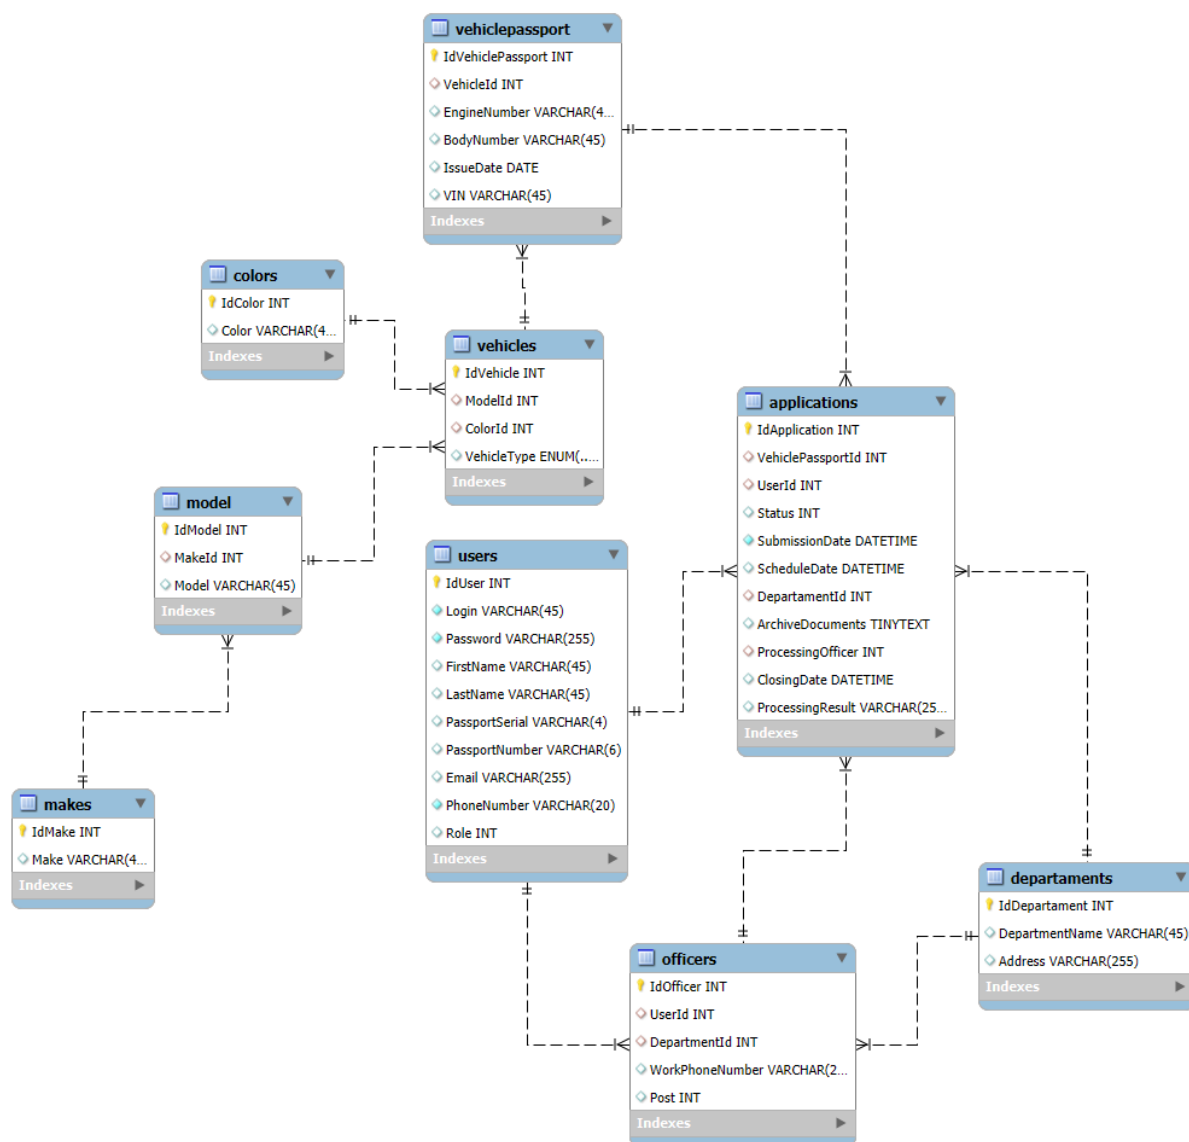 vehiclepassport
IdVehiclePassport INT
VehicleId INT
EngineNumber VARCHAR(4...
BodyNumber VARCHAR(45)
IssueDate DATE
VIN VARCHAR(45)
Indexes
colors
IdColor INT
Color VARCHAR(4...
Indexes
vehicles
IdVehicle INT
ModelId INT
ColorId INT
VehicleType ENUM(.....
Indexes
applications
IdApplication INT
VehiclePassportId INT
UserId INT
Status INT
SubmissionDate DATETIME
ScheduleDate DATETIME
DepartamentId INT
ArchiveDocuments TINYTEXT
ProcessingOfficer INT
ClosingDate DATETIME
ProcessingResult VARCHAR(25...
Indexes
model
IdModel INT
MakeId INT
Model VARCHAR(45)
Indexes
users
IdUser INT
Login VARCHAR(45)
Password VARCHAR(255)
FirstName VARCHAR(45)
LastName VARCHAR(45)
PassportSerial VARCHAR(4)
PassportNumber VARCHAR(6)
Email VARCHAR(255)
PhoneNumber VARCHAR(20)
Role INT
Indexes
makes
IdMake INT
Make VARCHAR(4...
Indexes
departaments
IdDepartament INT
DepartmentName VARCHAR(45)
Address VARCHAR(255)
Indexes
officers
IdOfficer INT
UserId INT
DepartmentId INT
WorkPhoneNumber VARCHAR(2...
Post INT
Indexes